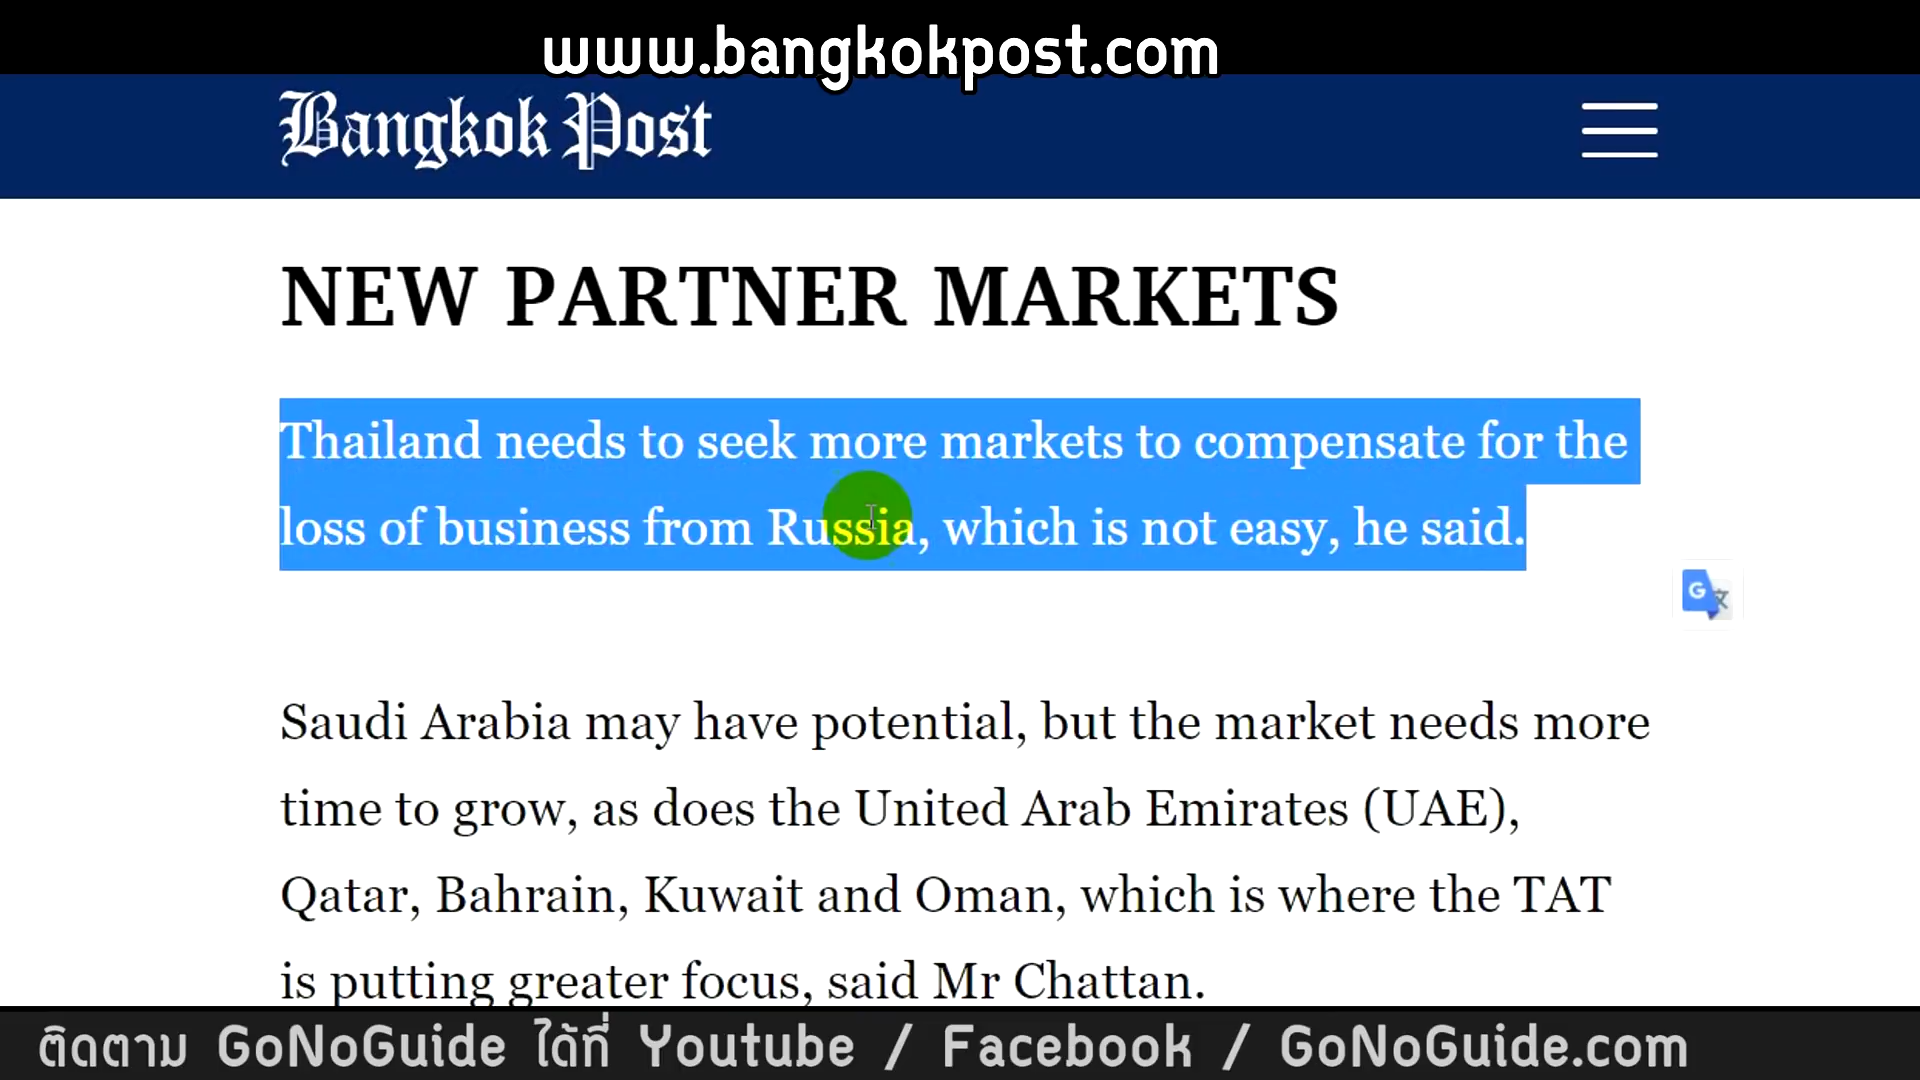 www.bangkokpost.com
Bangkok Post
NEW PARTNER MARKETS
Thailand needs to seek more markets to compensate for the
loss of business from Russia, which is not easy, he said.
G文
Saudi Arabia may have potential, but the market needs more
time to grow, as does the United Arab Emirates (UAE),
Qatar, Bahrain, Kuwait and Oman, which is where the TAT
is putting greater focus, said Mr Chattan.
ติดตาม GoNoGuide ได้ที่ Youtube / Facebook / GoNoGuide.com